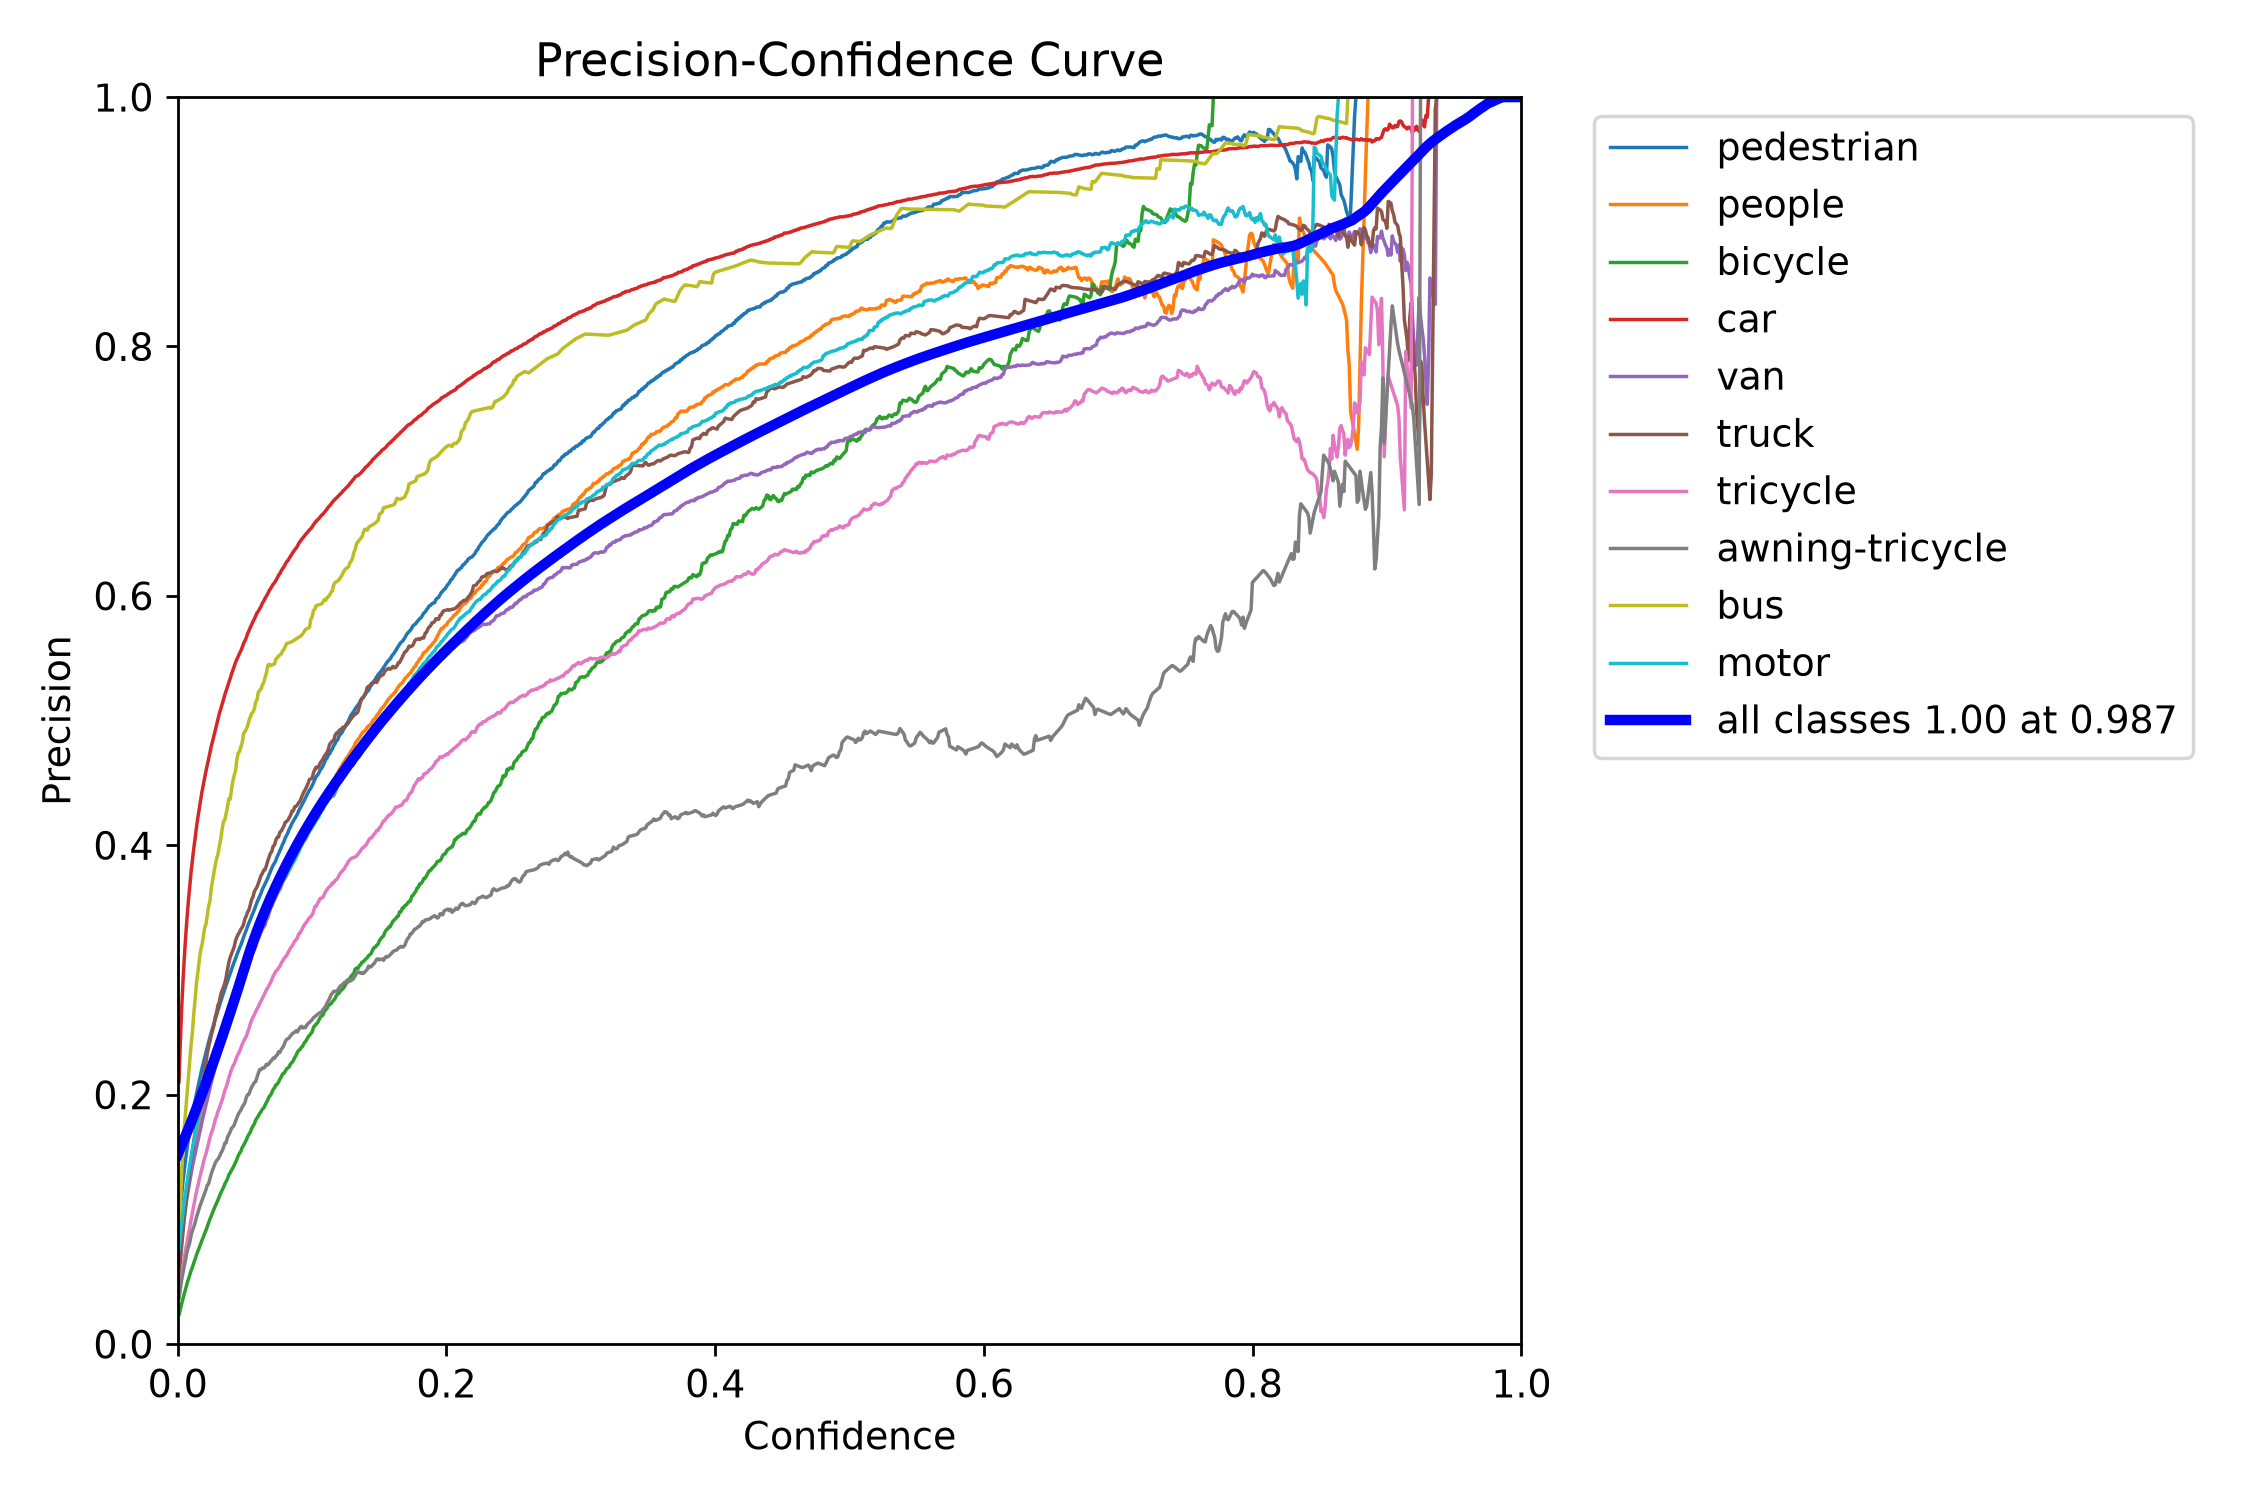 Precision-Confidence Curve
1.0
0.8
0.6
0.4
0.2
0.0
Precision
0.0 0.2 0.4 0.6 0.8 1.0
Confidence
pedestrian
people
bicycle
car
van
truck
tricycle
awning-tricycle
bus
motor
all classes 1.00 at 0.987